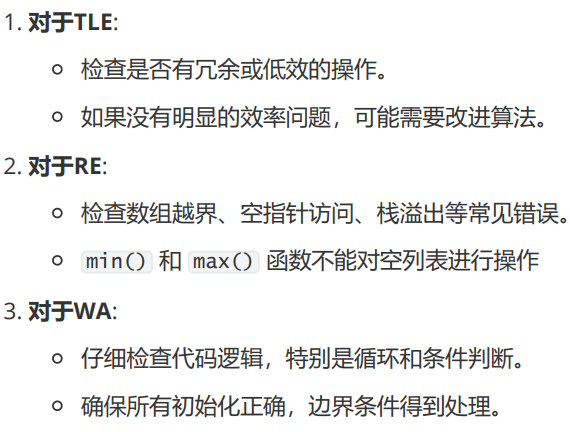 1. 对于TLE:
检查是否有冗余或低效的操作。
如果没有明显的效率问题，可能需要改进算法。
2. 对于RE:
检查数组越界、空指针访问、栈溢出等常见错误。
min() 和 max() 函数不能对空列表进行操作
3. 对于WA:
仔细检查代码逻辑，特别是循环和条件判断。
确保所有初始化正确，边界条件得到处理。